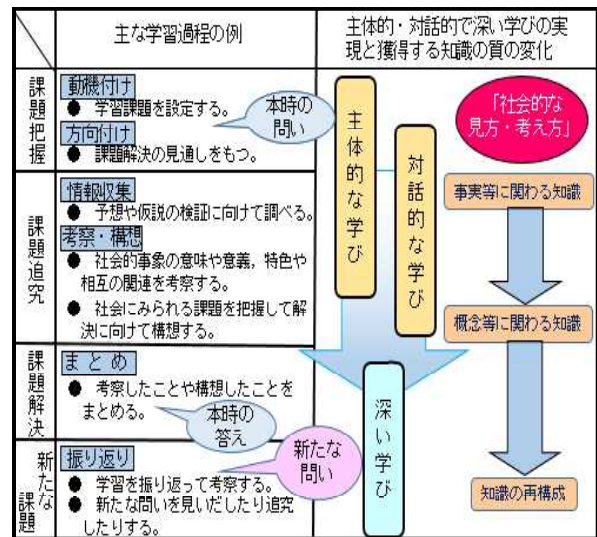 主な学習過程の例
主体的・対話的で深い学びの実
現と獲得する知識の質の変化
課題把握
動機付け
● 学習課題を設定する。
本時の
問い
方向付け
● 課題解決の見通しをもつ。
課題追究
情報収集
● 予想や仮説の検証に向けて調べる。
考察・構想
● 社会的事象の意味や意義，特色や
相互の関連を考察する。
● 社会にみられる課題を把握して解
決に向けて構想する。
課題解決
まとめ
● 考察したことや構想したことを
まとめる。
本時の
答え
新たな
課題
振り返り
● 学習を振り返って考察する。
● 新たな問いを見いだしたり追究
したりする。
新たな
問い
主体的な学び
対話的な学び
深い学び
「社会的な
見方・考え方」
事実等に関わる知識
概念等に関わる知識
知識の再構成